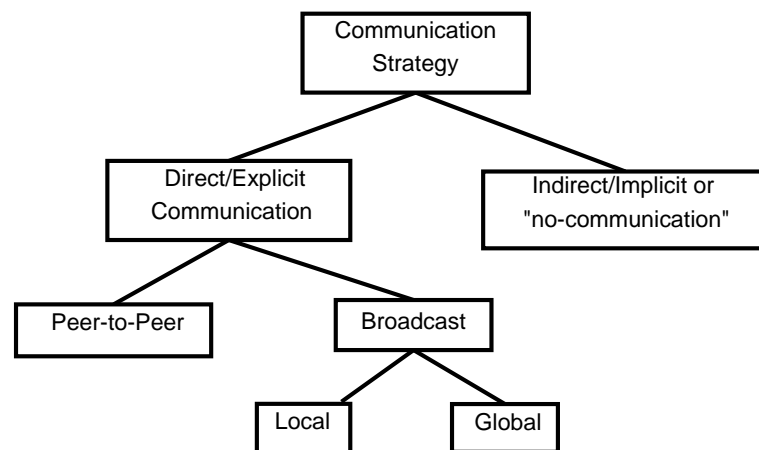 Communication
Strategy
Direct/Explicit
Communication
Indirect/Implicit or
"no-communication"
Peer-to-Peer
Broadcast
Local
Global